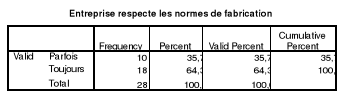 Entreprise respecte les normes de fabrication
Frequency Percent Valid Percent Cumulative Percent
Valid Parfois 10 35,7 35,7 35,7
Toujours 18 64,3 64,3 100,
Total 28 100, 100,